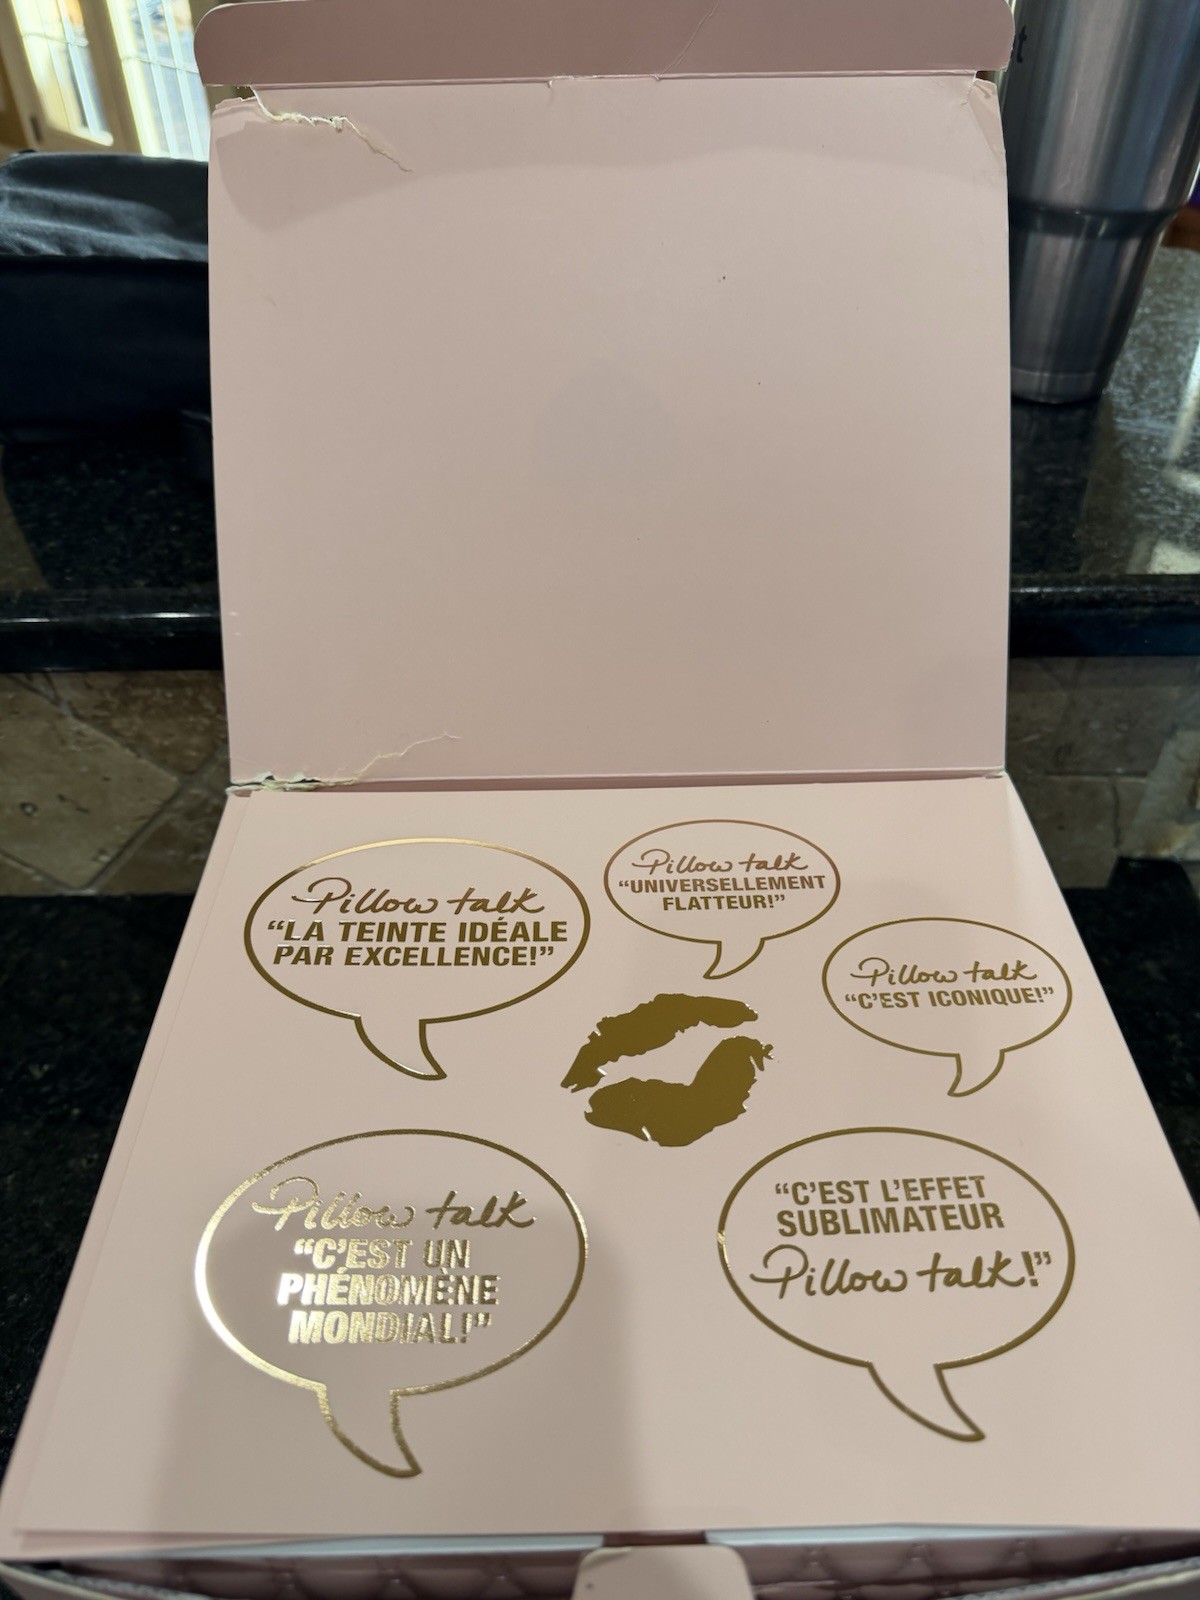 Pillow talk
“LA TEINTE IDÉALE
PAR EXCELLENCE!”
Pillow talk
“UNIVERSELLEMENT
FLATTEUR!”
Pillow talk
“C’EST ICONIQUE!”
Pillow talk
“C’EST UN
PHÉNOMÈNE
MONDIAL!”
“C’EST L’EFFET
SUBLIMATEUR
Pillow talk!”